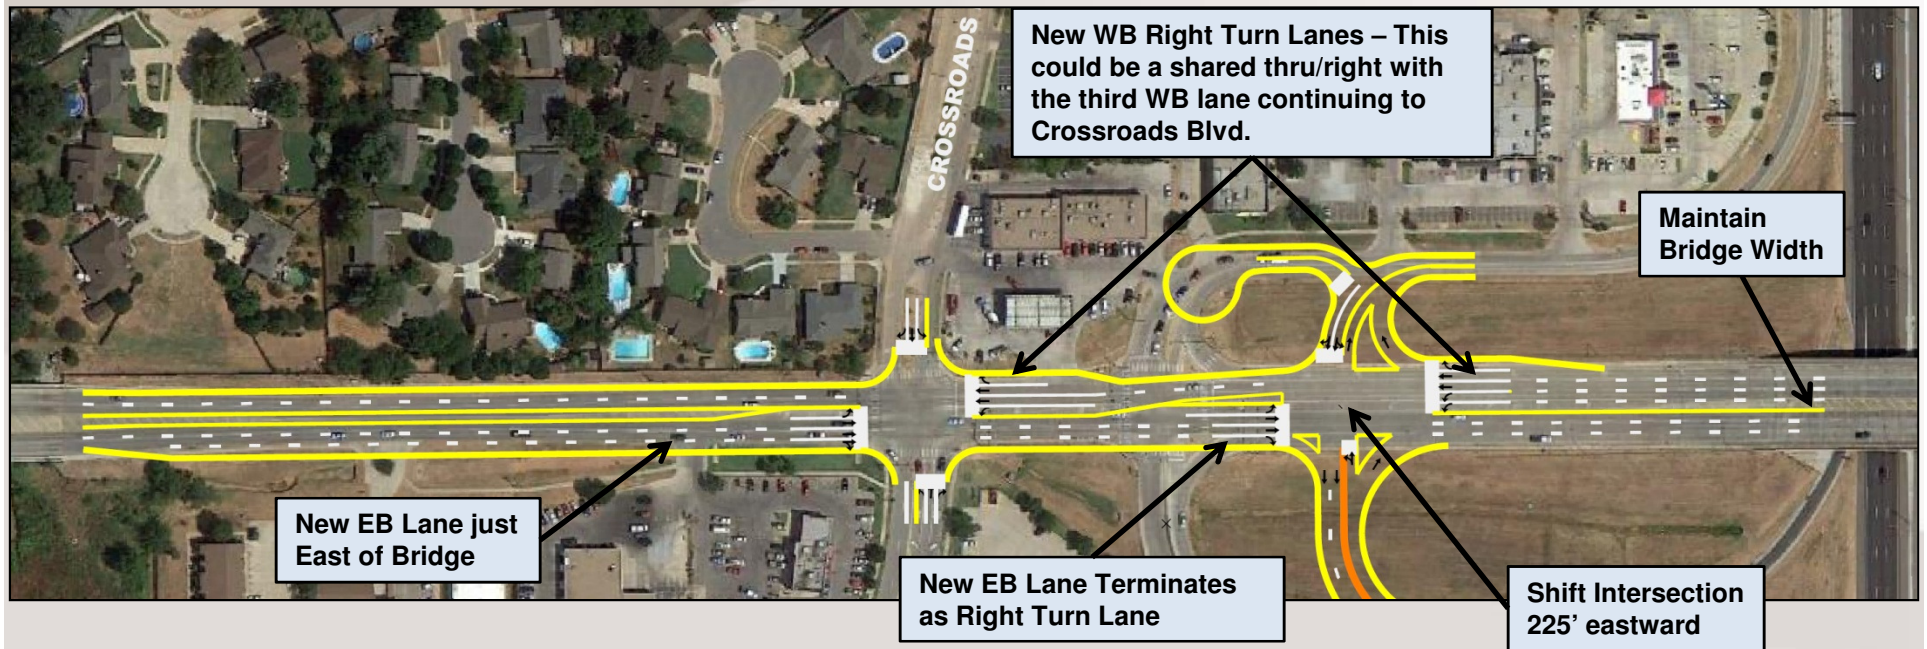 CROSSROADS
New WB Right Turn Lanes – This
could be a shared thru/right with
the third WB lane continuing to
Crossroads Blvd.
Maintain
Bridge Width
New EB Lane just
East of Bridge
New EB Lane Terminates
as Right Turn Lane
Shift Intersection
225’ eastward